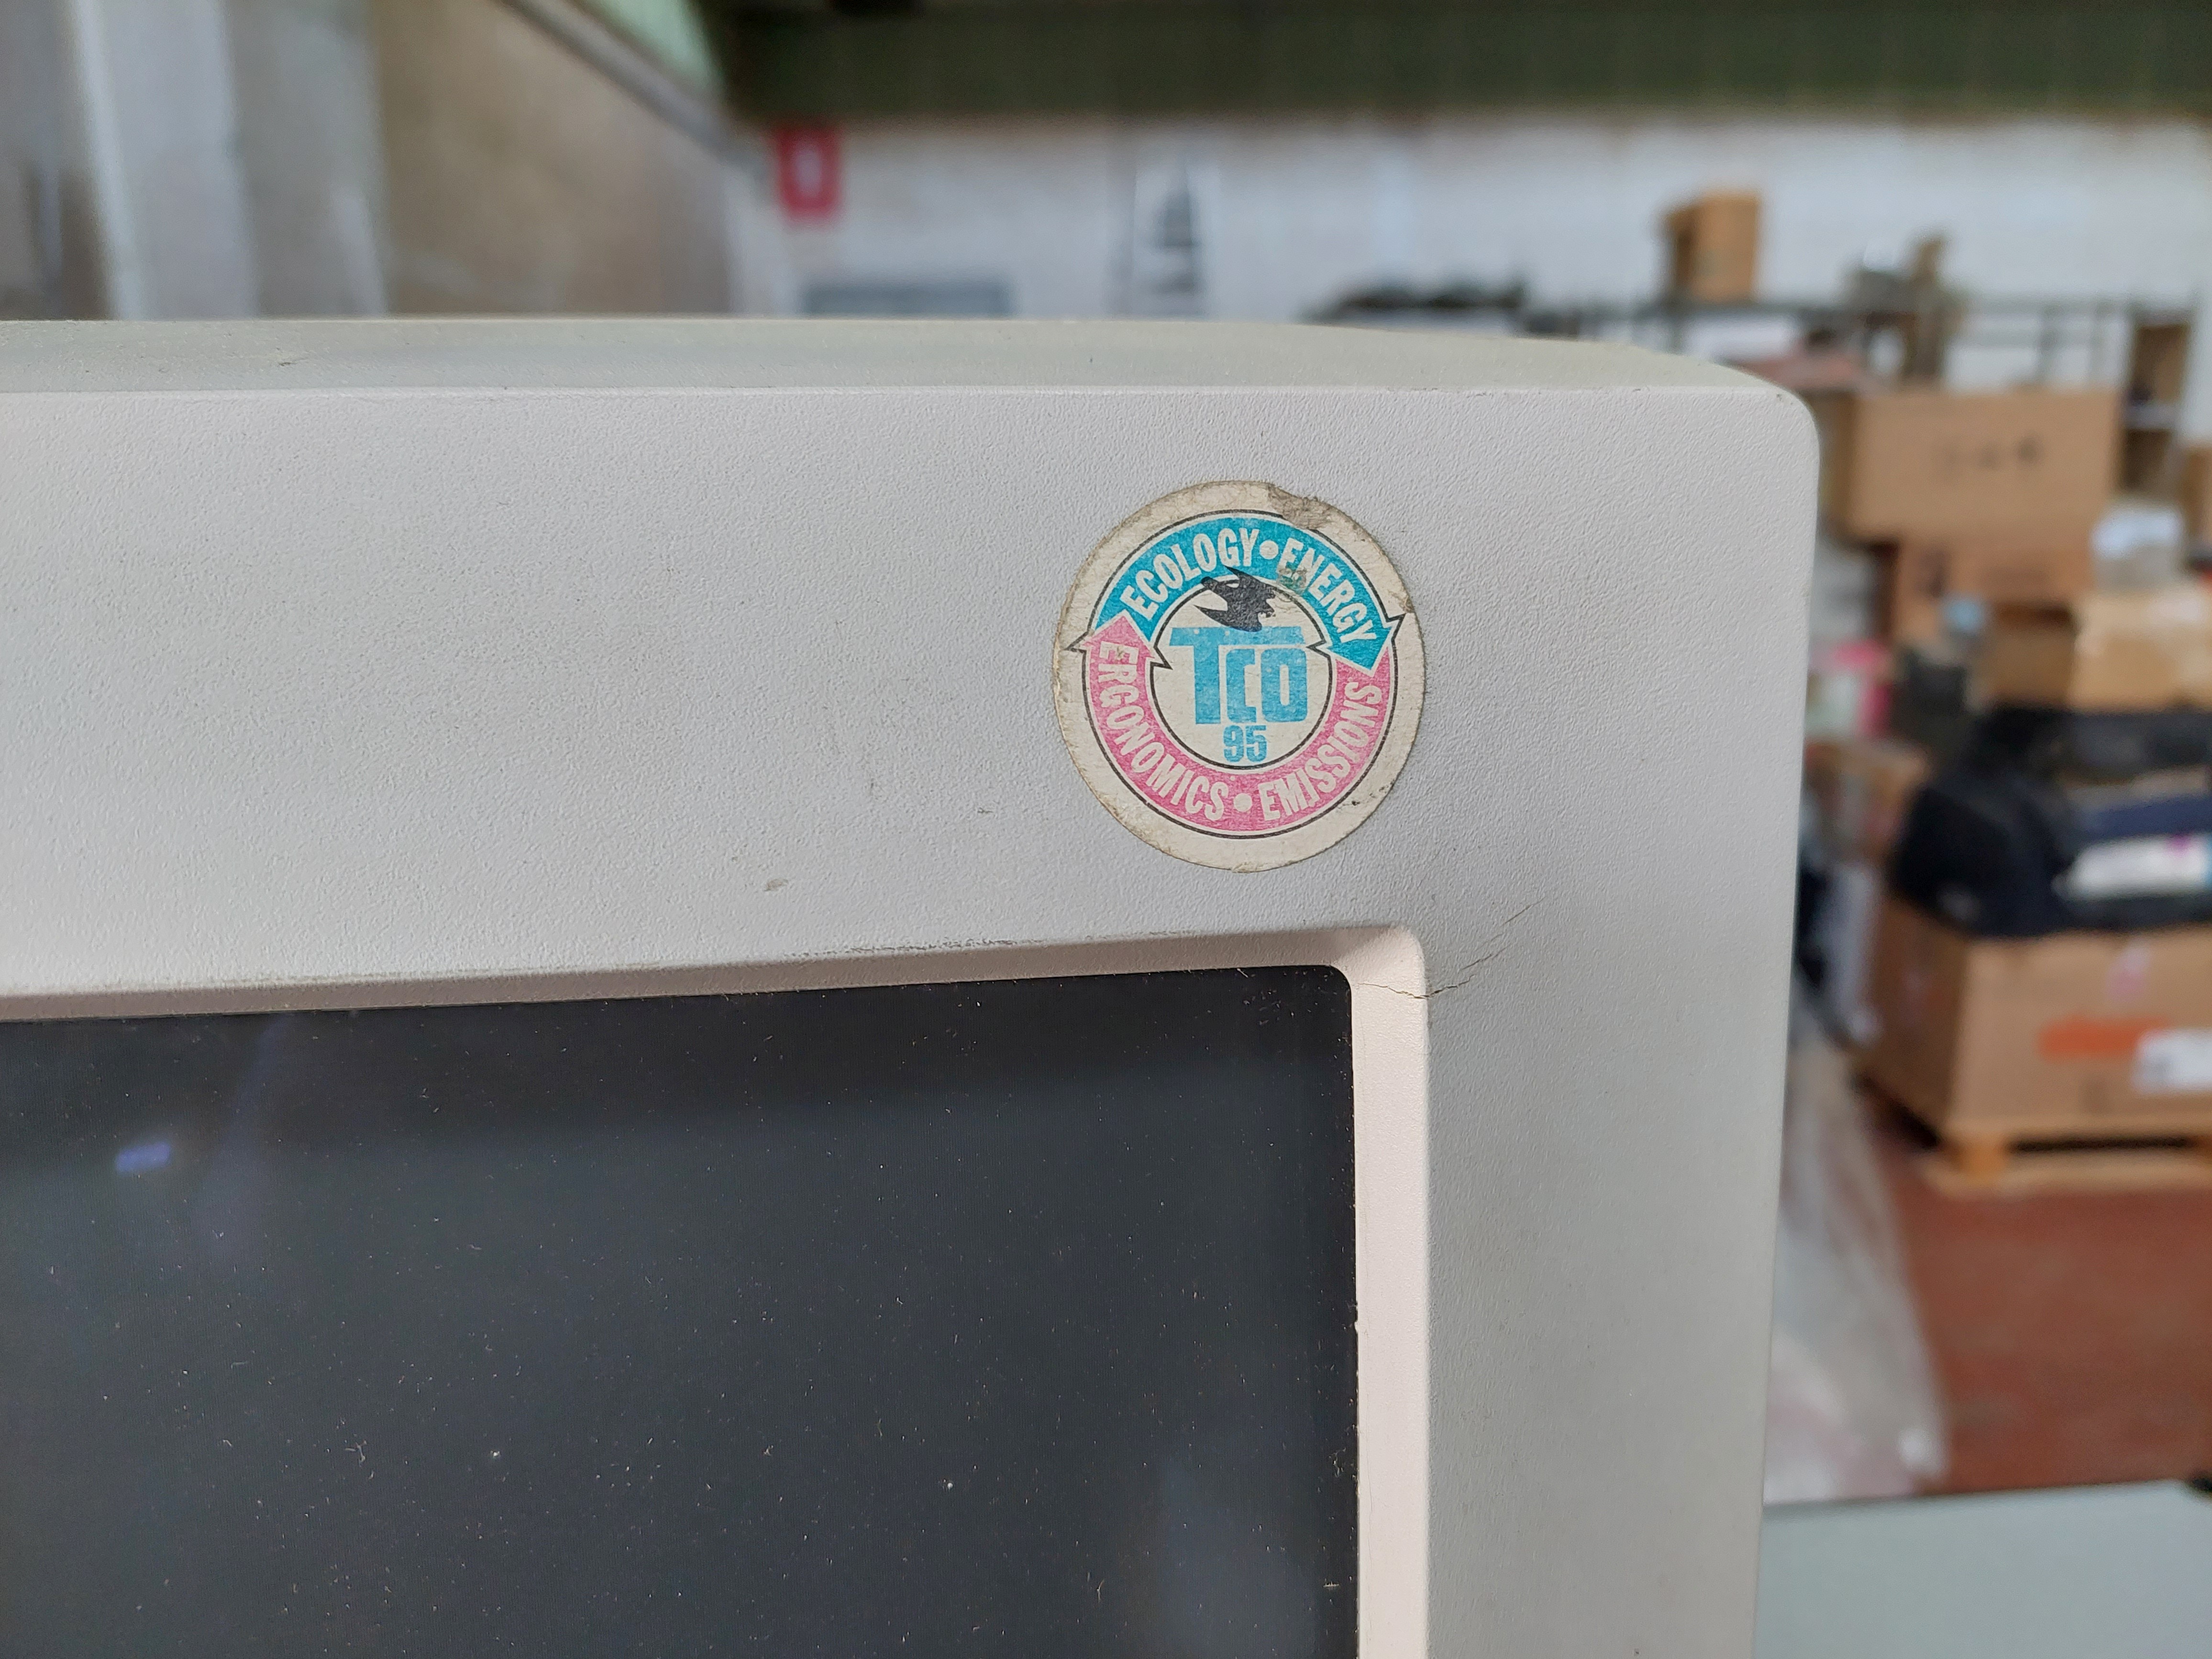 ECOLOGY•ENERGY
TCO
95
ERGONOMICS•EMISSIONS